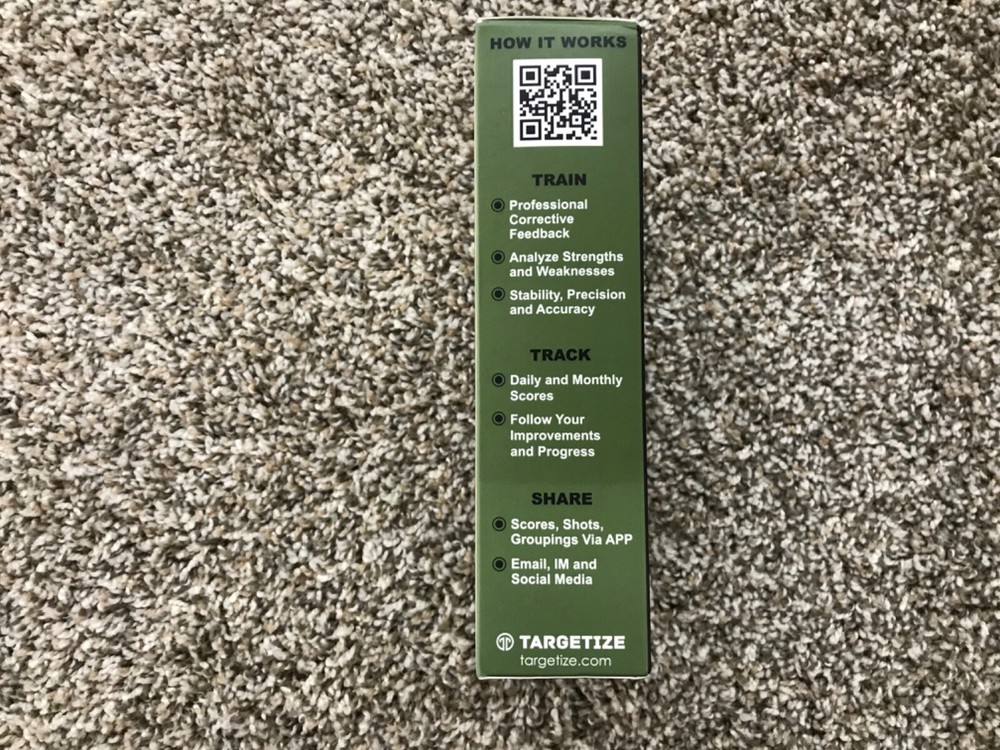 HOW IT WORKS
TRAIN
Professional
Corrective
Feedback
Analyze Strengths
and Weaknesses
Stability, Precision
and Accuracy
TRACK
Daily and Monthly
Scores
Follow Your
Improvements
and Progress
SHARE
Scores, Shots,
Groupings Via APP
Email, IM and
Social Media
TARGETIZE
targetize.com